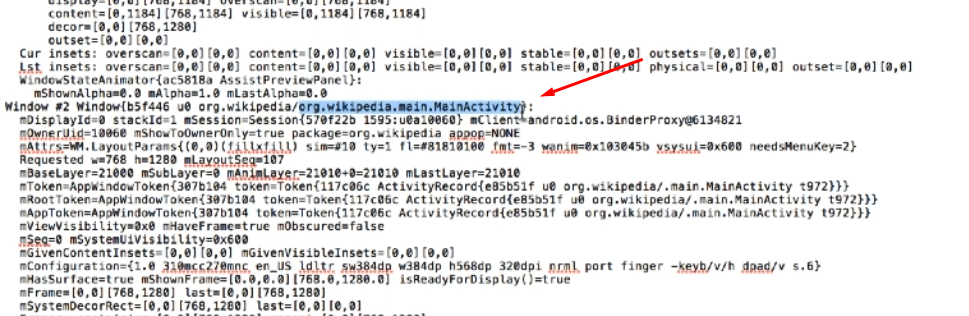 display=[0,0][768,1184] overscan=[0,0][768,1184]
content=[0,1184][768,1184] visible=[0,1184][768,1184]
decor=[0,0][768,1280]
outset=[0,0][0,0]
Cur insets: overscan=[0,0][0,0] content=[0,0][0,0] visible=[0,0][0,0] stable=[0,0][0,0] outsets=[0,0][0,0]
Lst insets: overscan=[0,0][0,0] content=[0,0][0,0] visible=[0,0][0,0] stable=[0,0][0,0] physical=[0,0][0,0] outset=[0,0][0,0]
WindowStateAnimator{ac5818a AssistPreviewPanel}:
mShownAlpha=0.0 mAlpha=1.0 mLastAlpha=0.0
Window #2 Window{b5f446 u0 org.wikipedia/org.wikipedia.main.MainActivity}:
mDisplayId=0 stackId=1 mSession=Session{570f22b 1595:u0a10060} mClient=android.os.BinderProxy@6134821
mOwnerUid=10060 mShowToOwnerOnly=true package=org.wikipedia appop=NONE
mAttrs=WM.LayoutParams{(0,0)(fillxfill) sim=#10 ty=1 fl=#81810100 fmt=-3 wanim=0x103045b vsysui=0x600 needsMenuKey=2}
Requested w=768 h=1280 mLayoutSeq=107
mBaseLayer=21000 mSubLayer=0 mAnimLayer=21010+0=21010 mLastLayer=21010
mToken=AppWindowToken{307b104 token=Token{117c06c ActivityRecord{e85b51f u0 org.wikipedia/.main.MainActivity t972}}}
mRootToken=AppWindowToken{307b104 token=Token{117c06c ActivityRecord{e85b51f u0 org.wikipedia/.main.MainActivity t972}}}
mAppToken=AppWindowToken{307b104 token=Token{117c06c ActivityRecord{e85b51f u0 org.wikipedia/.main.MainActivity t972}}}
mViewVisibility=0x0 mHaveFrame=true mObscured=false
mSeq=0 mSystemUiVisibility=0x600
mGivenContentInsets=[0,0][0,0] mGivenVisibleInsets=[0,0][0,0]
mConfiguration={1.0 310mcc270mnc en_US ldltr sw384dp w384dp h568dp 320dpi nrml port finger -keyb/v/h dpad/v s.6}
mHasSurface=true mShownFrame=[0.0,0.0][768.0,1280.0] isReadyForDisplay()=true
mFrame=[0,0][768,1280] last=[0,0][768,1280]
mSystemDecorRect=[0,0][768,1280] last=[0,0][0,0]